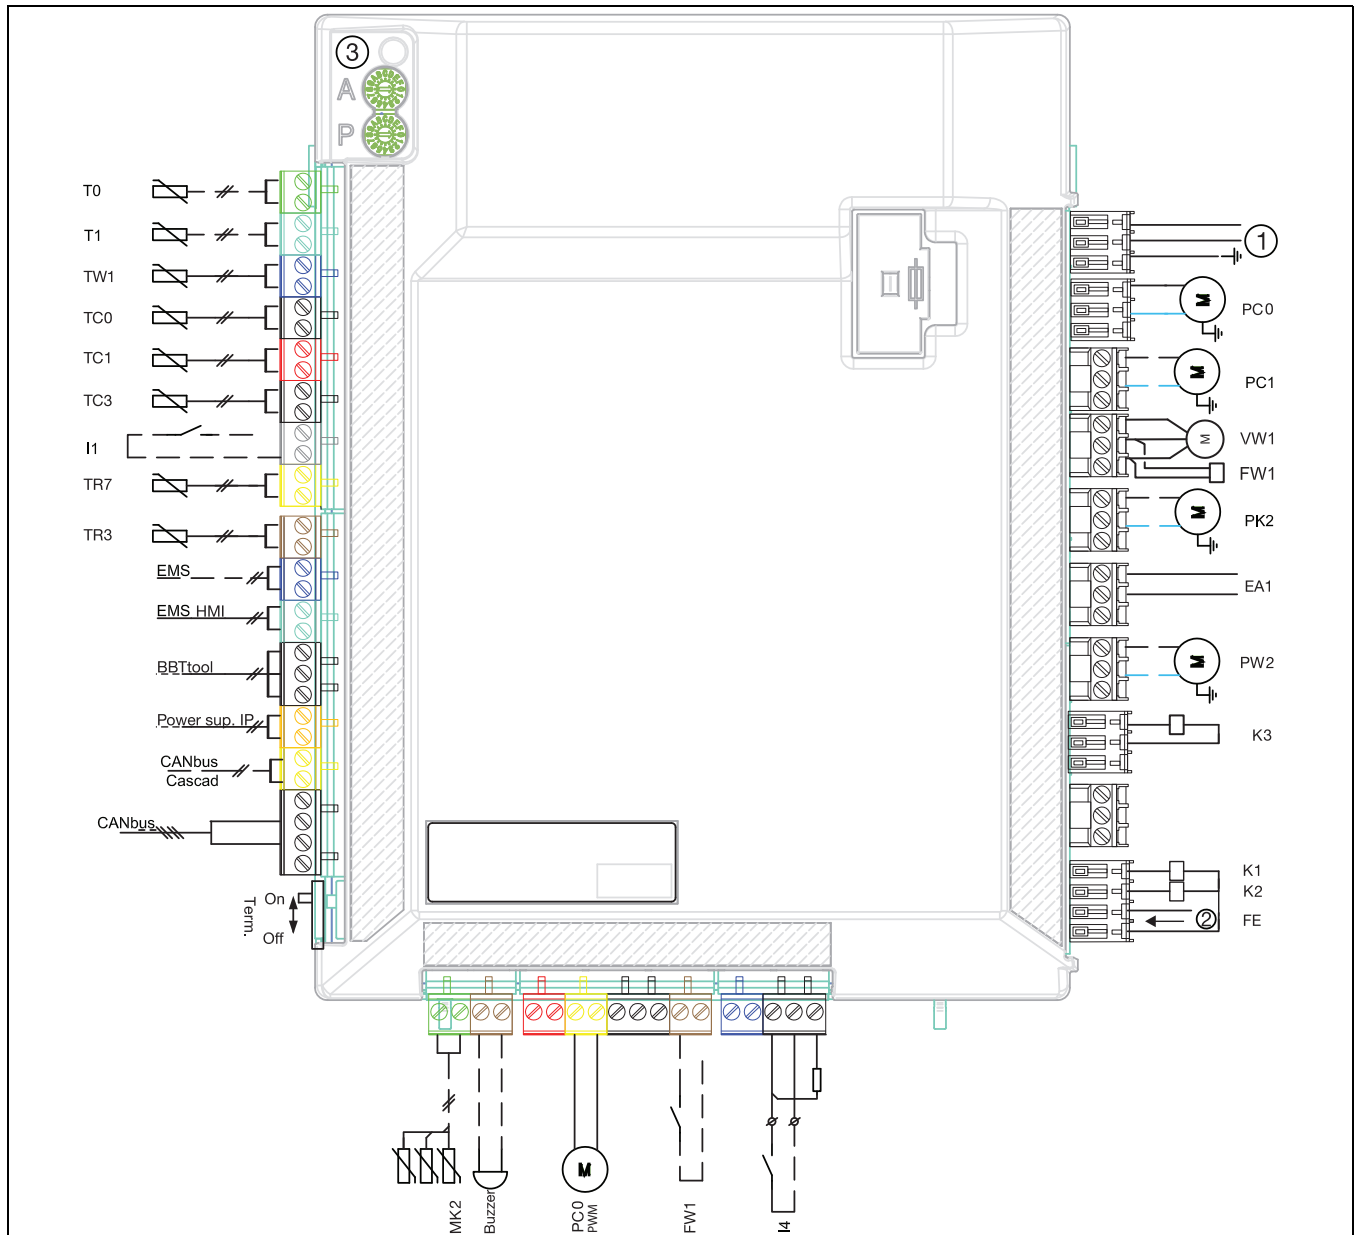 3
A
P
T0
T1
TW1
TC0
TC1
TC3
I1
TR7
TR3
EMS
EMS HMI
BBTtool
Power sup. IP
CANbus
Cascad
CANbus
On
Term.
Off
1
M
PC0
M
PC1
M
VW1
FW1
M
PK2
EA1
M
PW2
K3
K1
K2
2
FE
M
MK2
Buzzer
PC0
PWM
FW1
I4